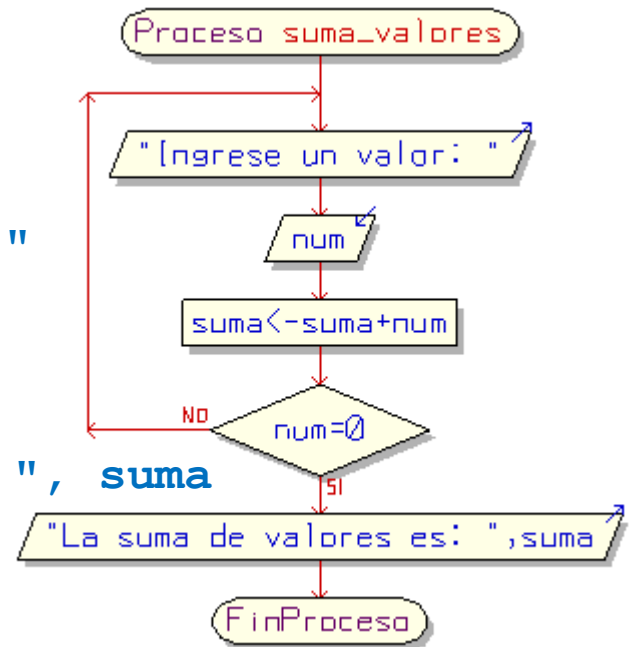 Proceso suma_valores
"Ingrese un valor: "
"
num
suma<-suma+num
NO
num=0
", suma
SI
"La suma de valores es: ",suma
FinProceso